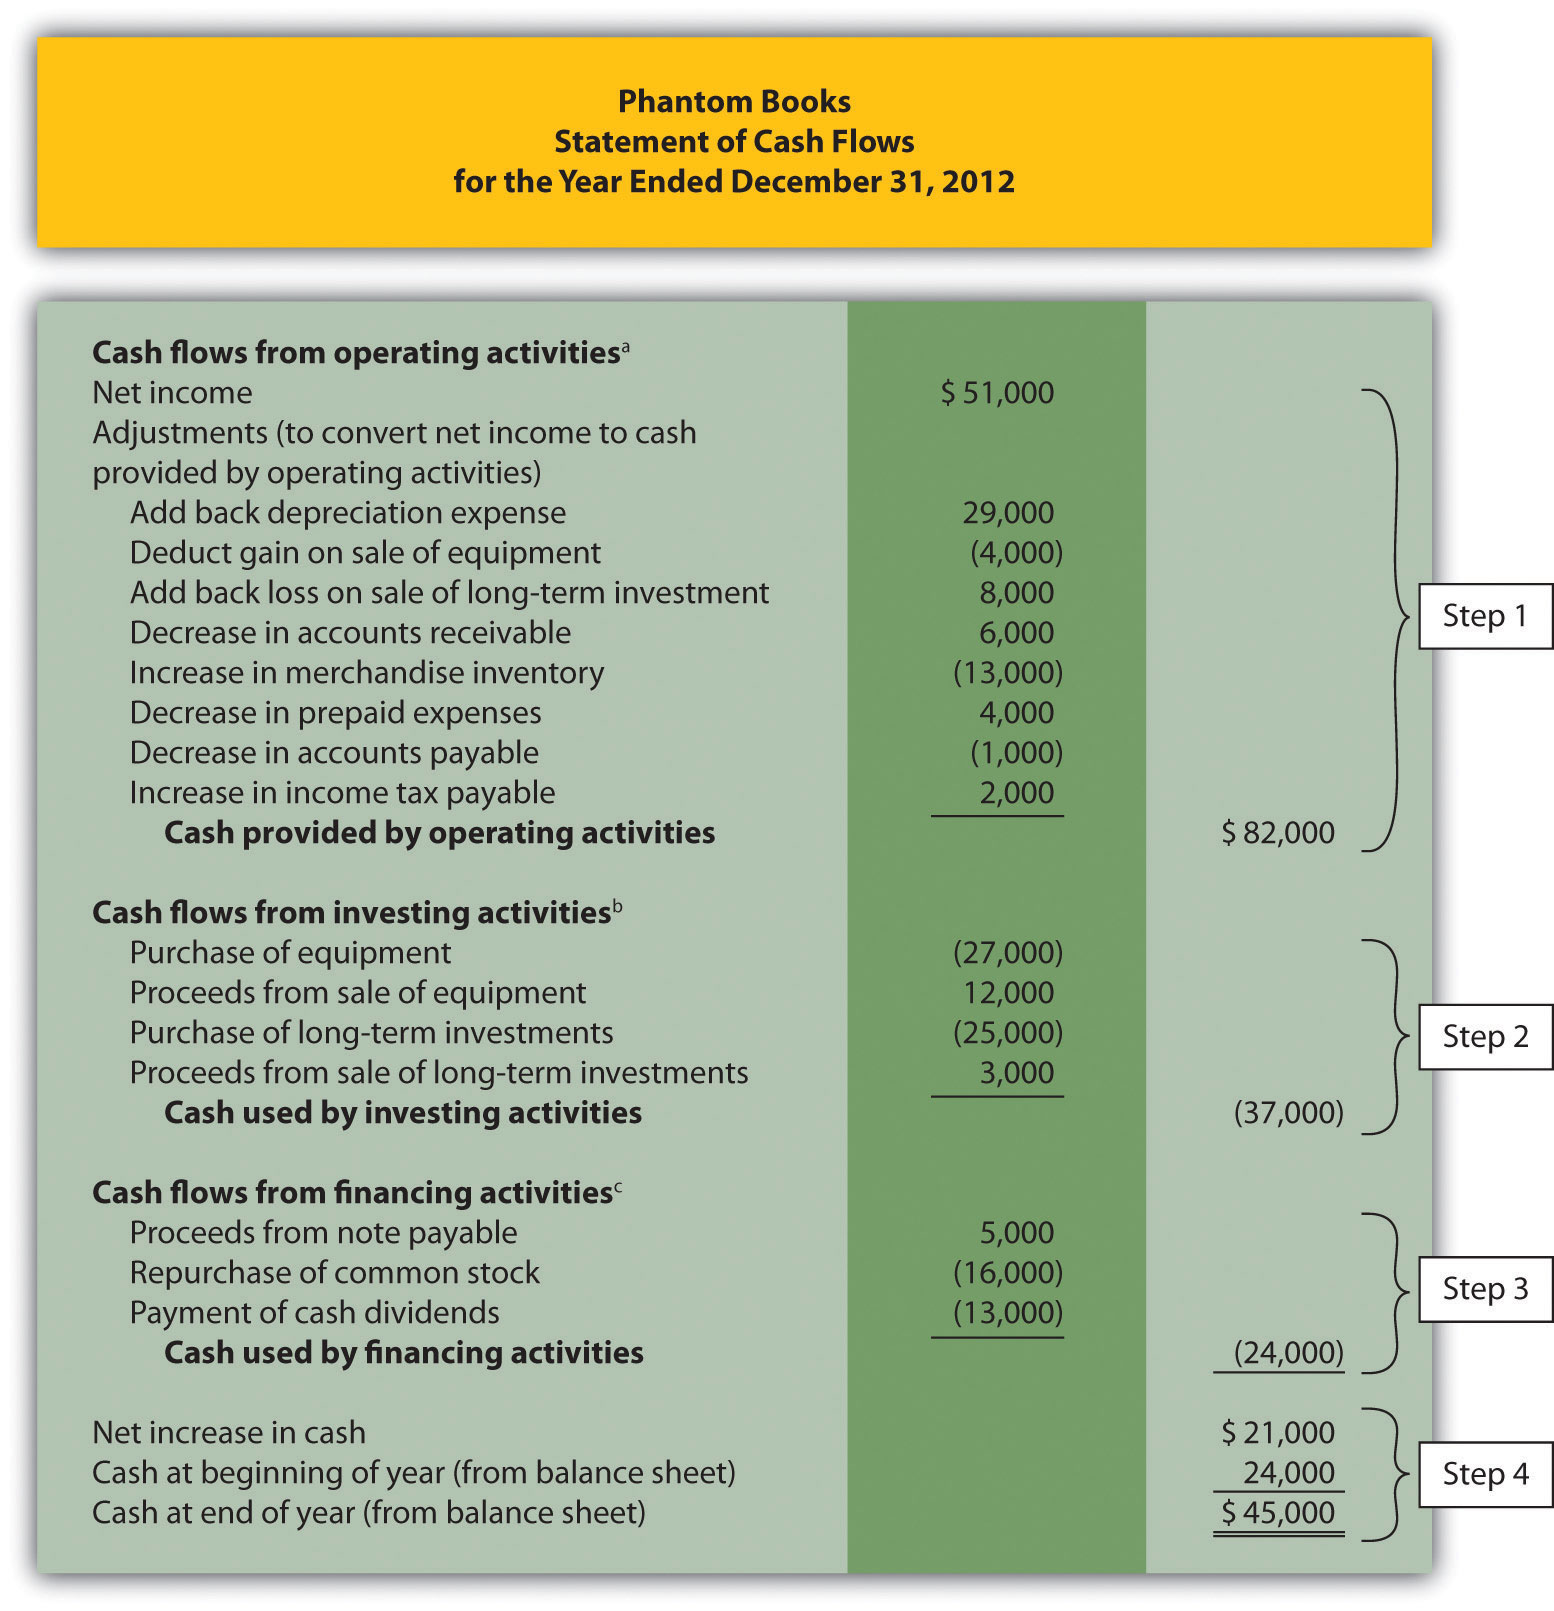 Phantom Books
Statement of Cash Flows
for the Year Ended December 31, 2012
Cash flows from operating activitiesᵃ
Net income $ 51,000
Adjustments (to convert net income to cash
provided by operating activities)
Add back depreciation expense 29,000
Deduct gain on sale of equipment (4,000)
Add back loss on sale of long-term investment 8,000
Decrease in accounts receivable 6,000
Step 1
Increase in merchandise inventory (13,000)
Decrease in prepaid expenses 4,000
Decrease in accounts payable (1,000)
Increase in income tax payable 2,000
Cash provided by operating activities $ 82,000
Cash flows from investing activitiesᵇ
Purchase of equipment (27,000)
Proceeds from sale of equipment 12,000
Purchase of long-term investments (25,000)
Step 2
Proceeds from sale of long-term investments 3,000
Cash used by investing activities (37,000)
Cash flows from financing activitiesᶜ
Proceeds from note payable 5,000
Repurchase of common stock (16,000)
Step 3
Payment of cash dividends (13,000)
Cash used by financing activities (24,000)
Net increase in cash $ 21,000
Cash at beginning of year (from balance sheet) 24,000
Step 4
Cash at end of year (from balance sheet) $ 45,000